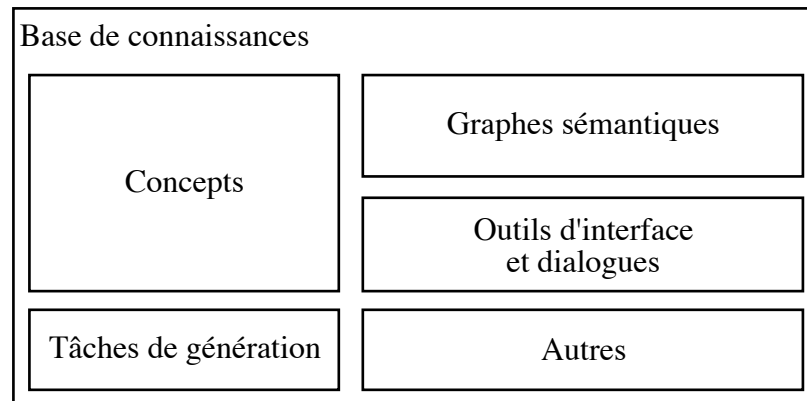 Base de connaissances
Concepts
Graphes sémantiques
Outils d'interface
et dialogues
Tâches de génération
Autres